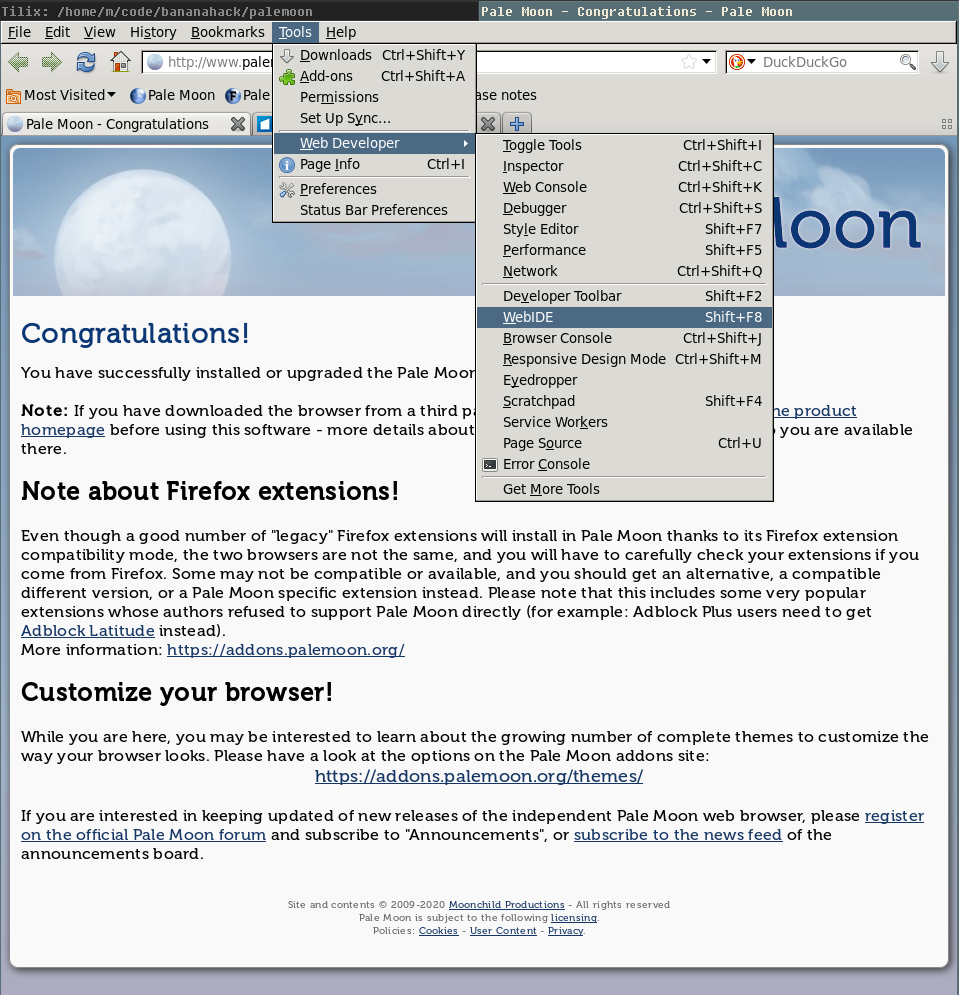 Tilix: /home/m/code/bananahack/palemoon
Pale Moon - Congratulations - Pale Moon
File Edit View History Bookmarks Tools Help
http://www.paler
DuckDuckGo
Most Visited Pale Moon Pale ase notes
Pale Moon - Congratulations
Downloads Ctrl+Shift+Y
Add-ons Ctrl+Shift+A
Permissions
Set Up Sync...
Web Developer
Page Info Ctrl+I
Preferences
Status Bar Preferences
Toggle Tools Ctrl+Shift+I
Inspector Ctrl+Shift+C
Web Console Ctrl+Shift+K
Debugger Ctrl+Shift+S
Style Editor Shift+F7
Performance Shift+F5
Network Ctrl+Shift+Q
Developer Toolbar Shift+F2
WebIDE Shift+F8
Browser Console Ctrl+Shift+J
Responsive Design Mode Ctrl+Shift+M
Eyedropper
Scratchpad Shift+F4
Service Workers
Page Source Ctrl+U
Error Console
Get More Tools
oon
Congratulations!
You have successfully installed or upgraded the Pale Moon
Note: If you have downloaded the browser from a third pa ne product
homepage before using this software - more details about you are available
there.
Note about Firefox extensions!
Even though a good number of "legacy" Firefox extensions will install in Pale Moon thanks to its Firefox extension
compatibility mode, the two browsers are not the same, and you will have to carefully check your extensions if you
come from Firefox. Some may not be compatible or available, and you should get an alternative, a compatible
different version, or a Pale Moon specific extension instead. Please note that this includes some very popular
extensions whose authors refused to support Pale Moon directly (for example: Adblock Plus users need to get
Adblock Latitude instead).
More information: https://addons.palemoon.org/
Customize your browser!
While you are here, you may be interested to learn about the growing number of complete themes to customize the
way your browser looks. Please have a look at the options on the Pale Moon addons site:
https://addons.palemoon.org/themes/
If you are interested in keeping updated of new releases of the independent Pale Moon web browser, please register
on the official Pale Moon forum and subscribe to "Announcements", or subscribe to the news feed of the
announcements board.
Site and contents © 2009-2020 Moonchild Productions - All rights reserved
Pale Moon is subject to the following licensing.
Policies: Cookies - User Content - Privacy.